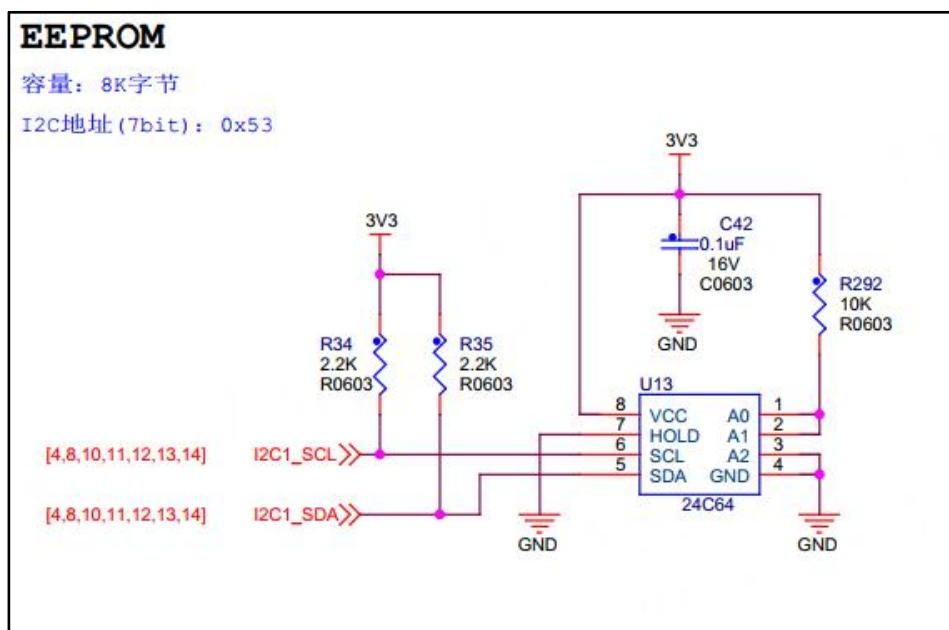 EEPROM
容量: 8K字节
I2C地址(7bit): 0x53
3V3
3V3
C42
0.1uF
16V
C0603
GND
R292
10K
R0603
R34
2.2K
R0603
R35
2.2K
R0603
U13
8 VCC A0 1
7 HOLD A1 2
6 SCL A2 3
5 SDA GND 4
24C64
[4,8,10,11,12,13,14] I2C1_SCL
[4,8,10,11,12,13,14] I2C1_SDA
GND
GND